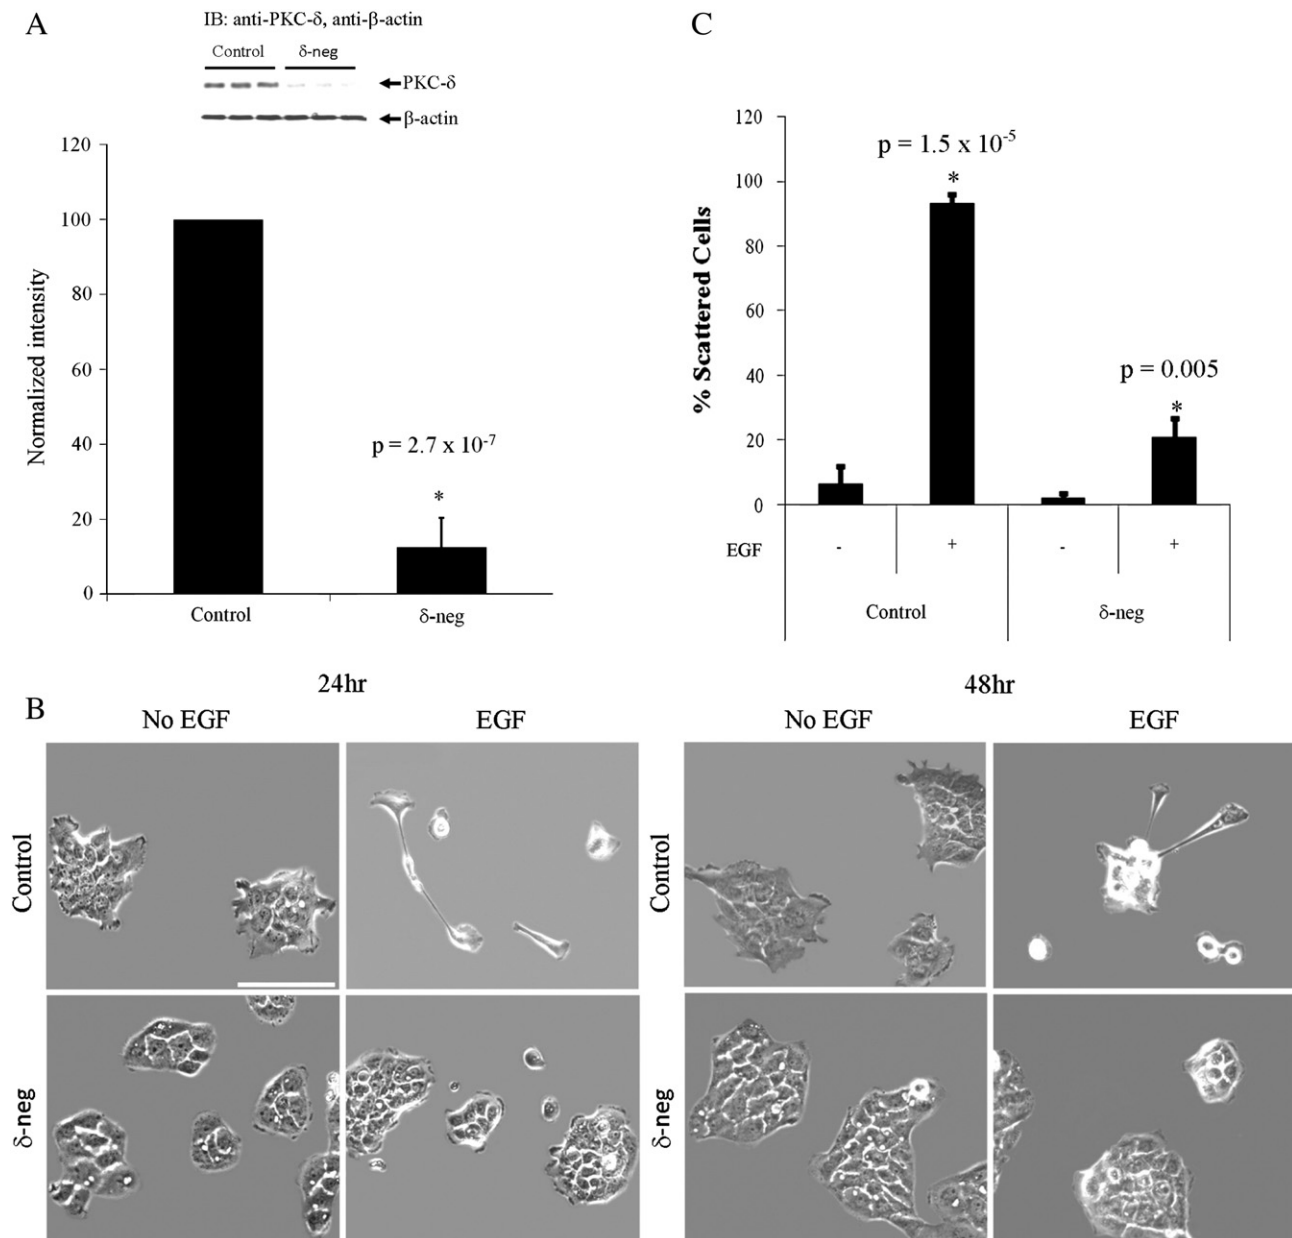 A
IB: anti-PKC-δ, anti-β-actin
Control δ-neg
PKC-δ
β-actin
120
100
80
60
40
20
0
Normalized intensity
p = 2.7 x 10-7
*
Control δ-neg
C
120
100
80
60
40
20
0
% Scattered Cells
p = 1.5 x 10-5
*
p = 0.005
*
EGF - + - +
Control δ-neg
B
24hr 48hr
No EGF EGF No EGF EGF
Control Control
δ-neg δ-neg